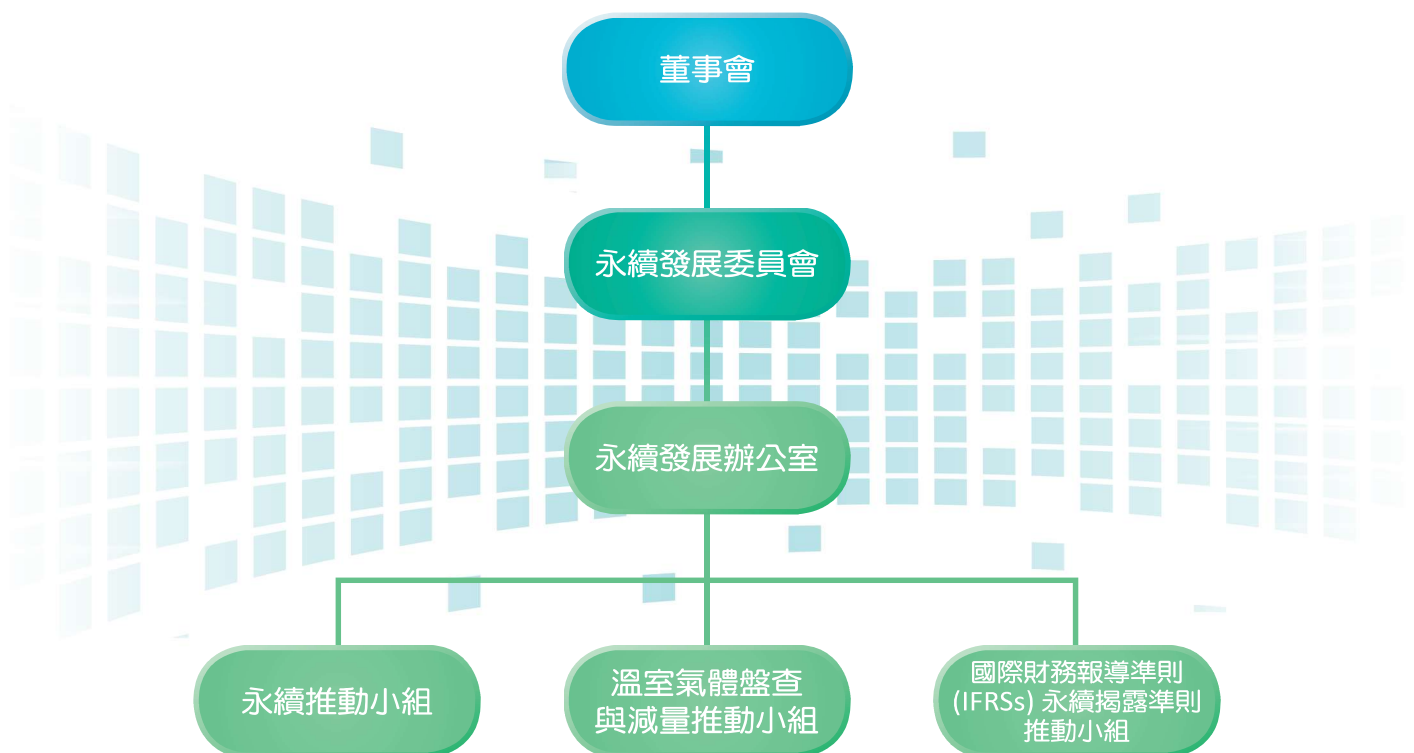 董事會
永續發展委員會
永續發展辦公室
永續推動小組
溫室氣體盤查
與減量推動小組
國際財務報導準則
(IFRSs) 永續揭露準則
推動小組